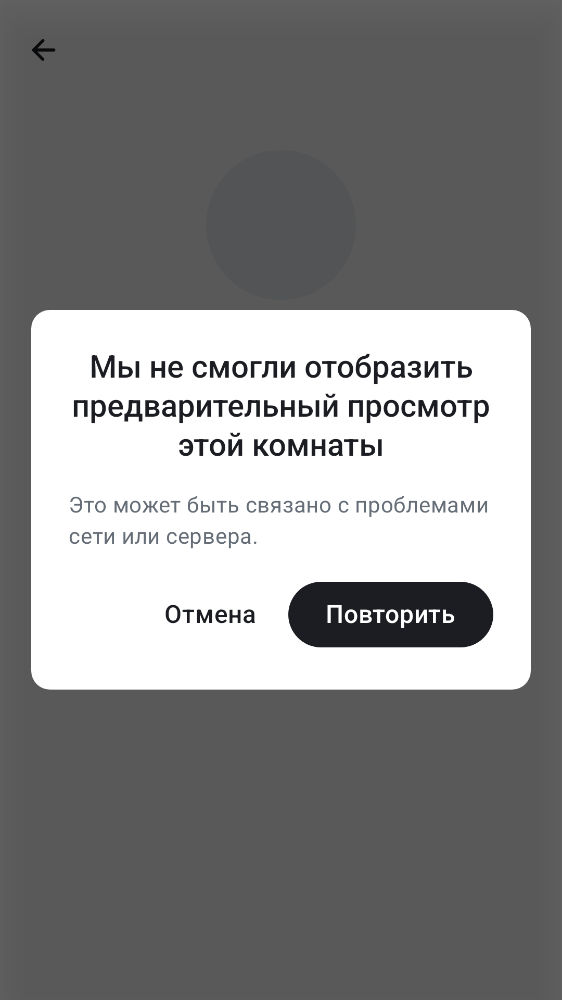 Мы не смогли отобразить
предварительный просмотр
этой комнаты
Это может быть связано с проблемами
сети или сервера.
Отмена
Повторить